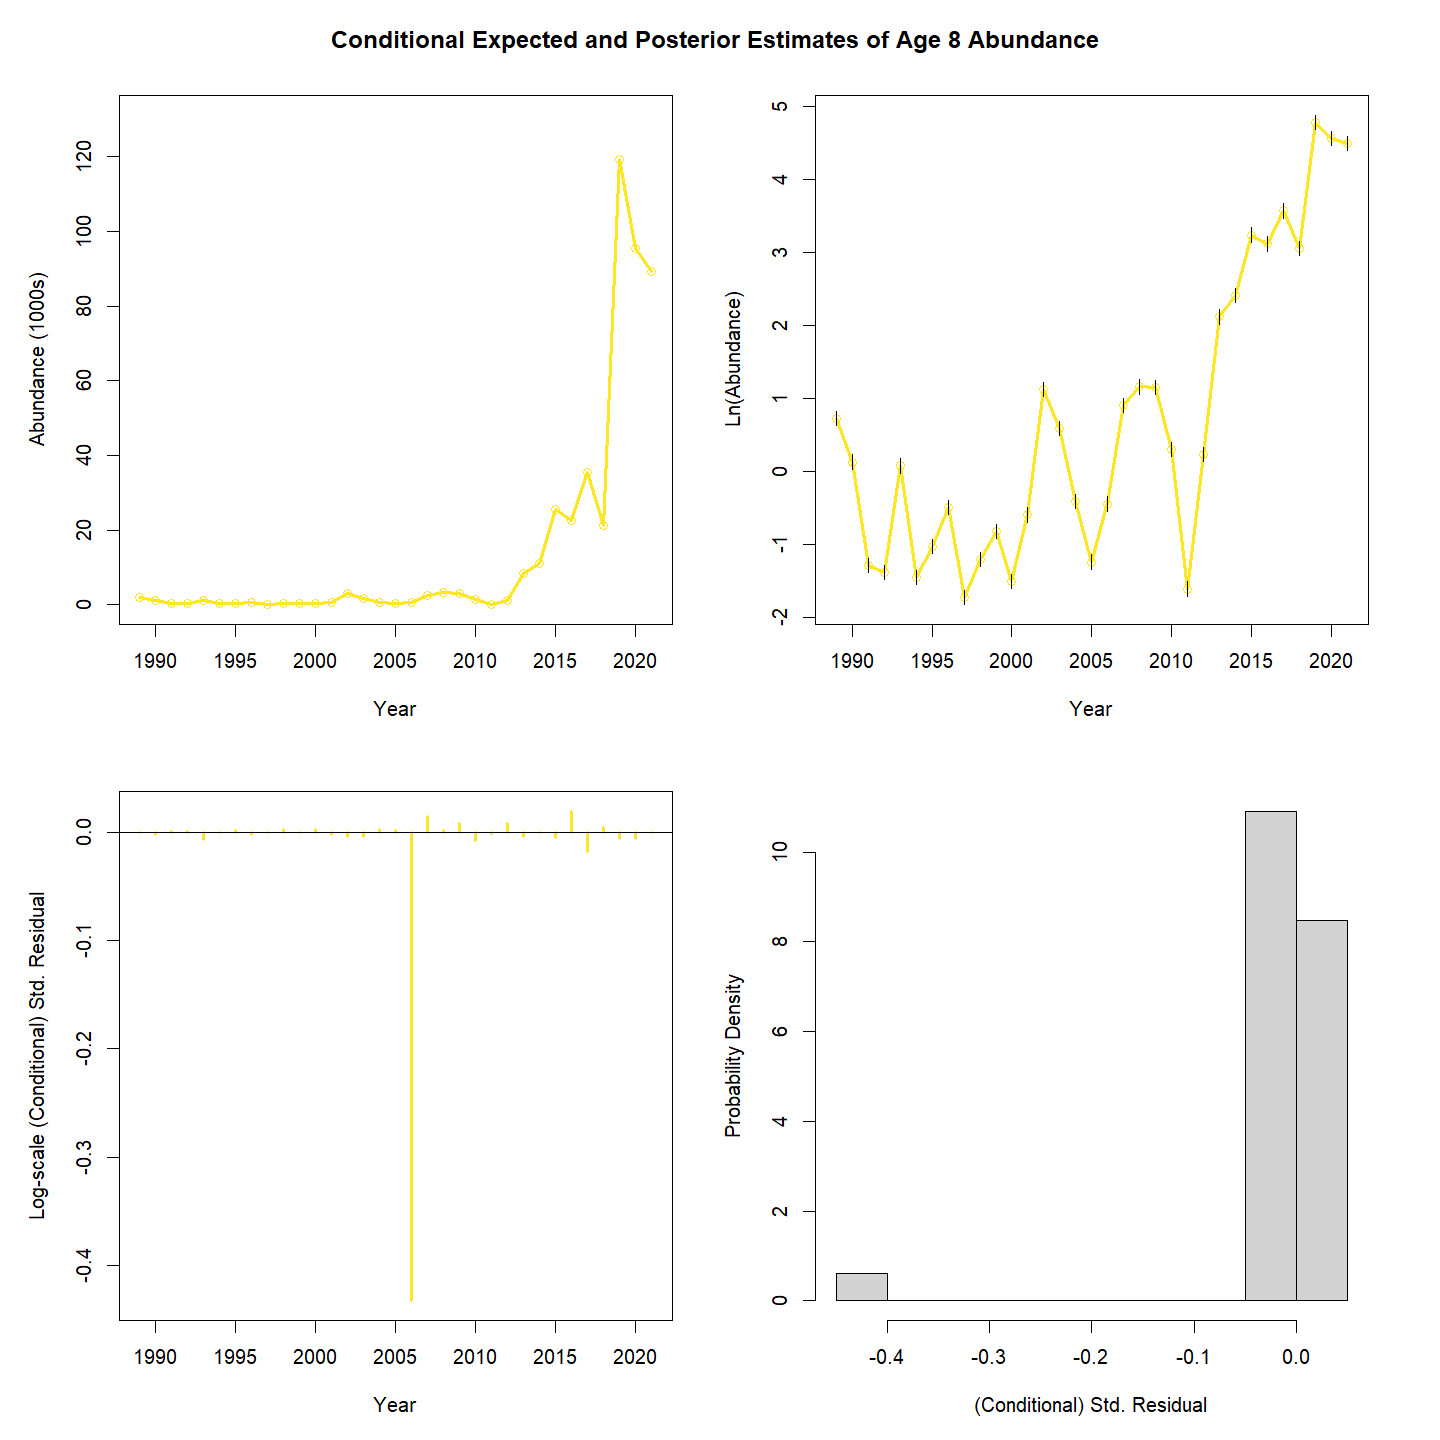 Conditional Expected and Posterior Estimates of Age 8 Abundance
Abundance (1000s)
120
100
80
60
40
20
0
1990 1995 2000 2005 2010 2015 2020
Year
Ln(Abundance)
5
4
3
2
1
0
-1
-2
1990 1995 2000 2005 2010 2015 2020
Year
Log-scale (Conditional) Std. Residual
0.0
-0.1
-0.2
-0.3
-0.4
1990 1995 2000 2005 2010 2015 2020
Year
Probability Density
10
8
6
4
2
0
-0.4 -0.3 -0.2 -0.1 0.0
(Conditional) Std. Residual